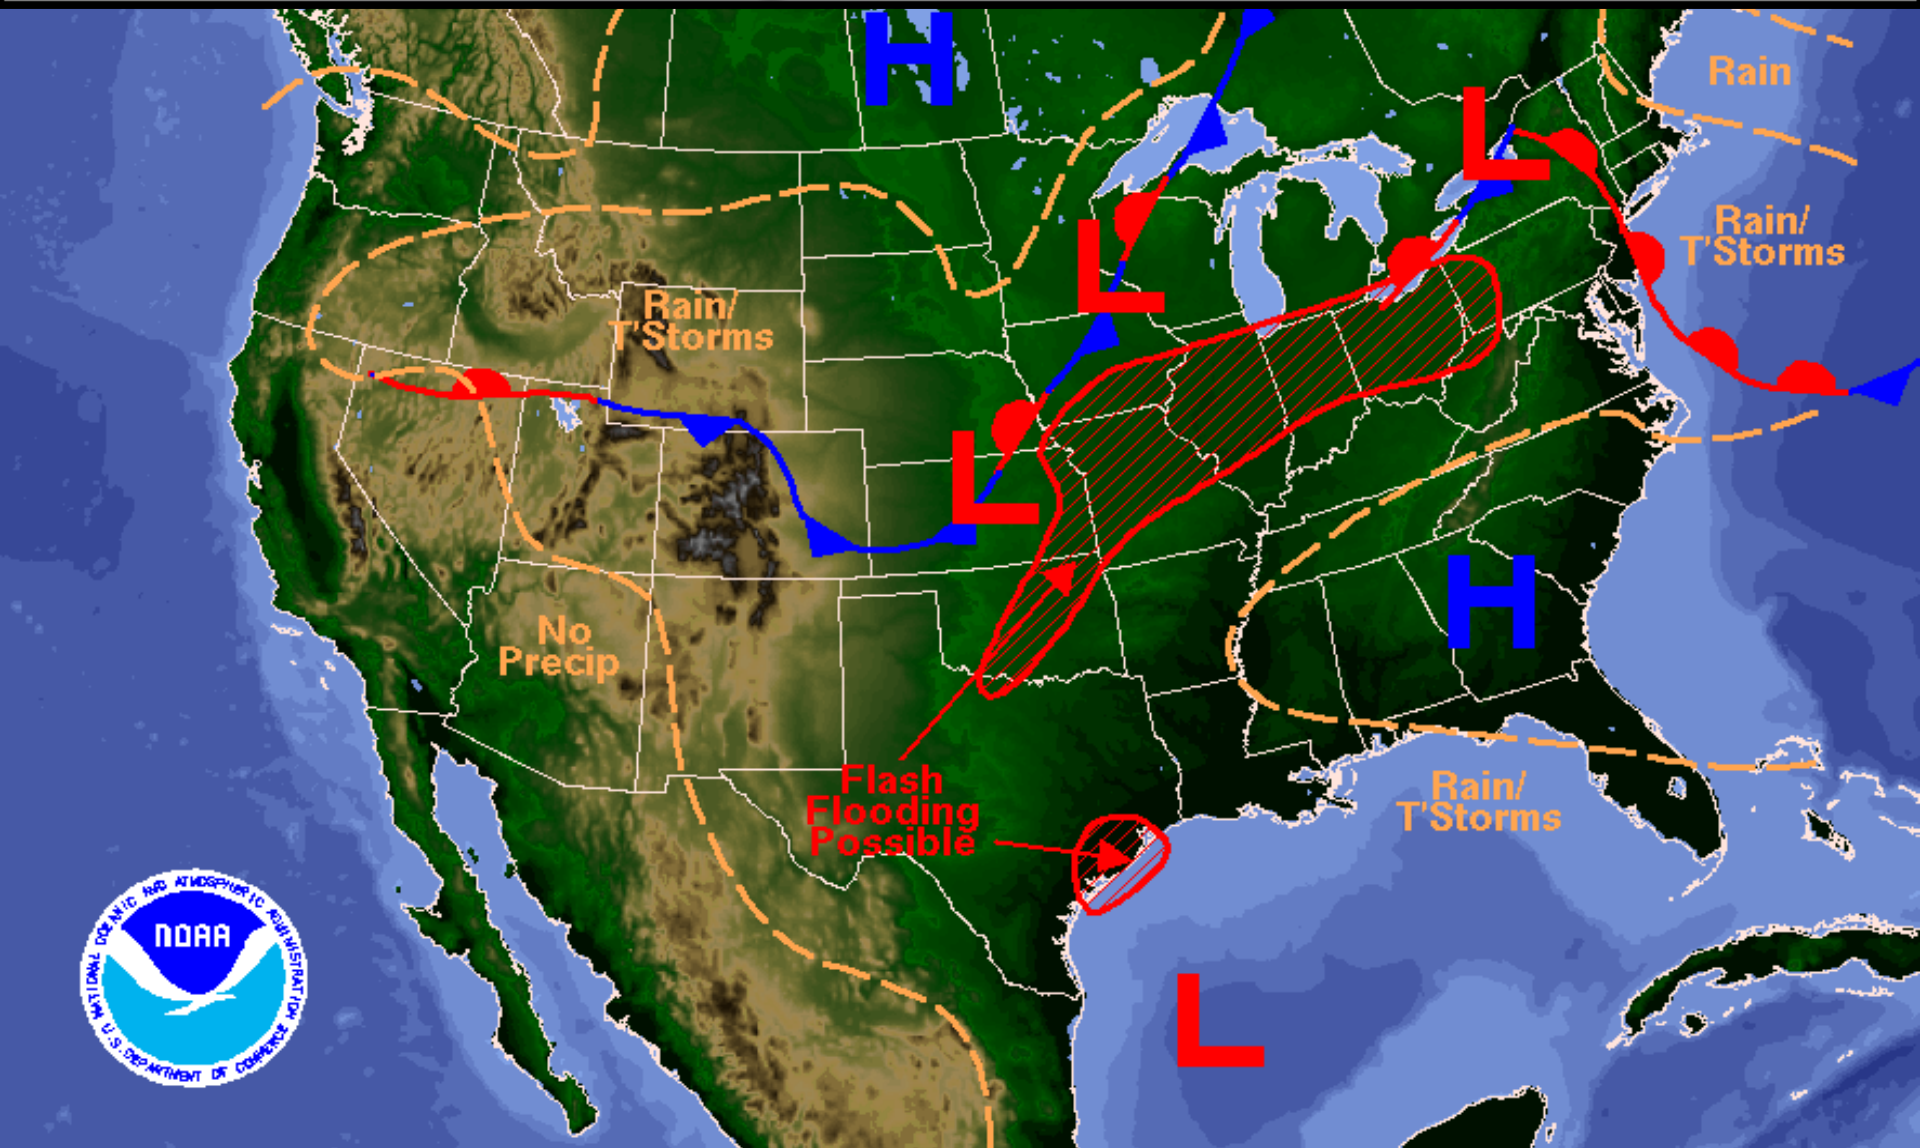 H
Rain
L
Rain/
T'Storms
L
Rain/
T'Storms
L
H
No
Precip
Flash
Flooding
Possible
Rain/
T'Storms
L
NOAA
NATIONAL OCEANIC AND ATMOSPHERIC ADMINISTRATION
U.S. DEPARTMENT OF COMMERCE